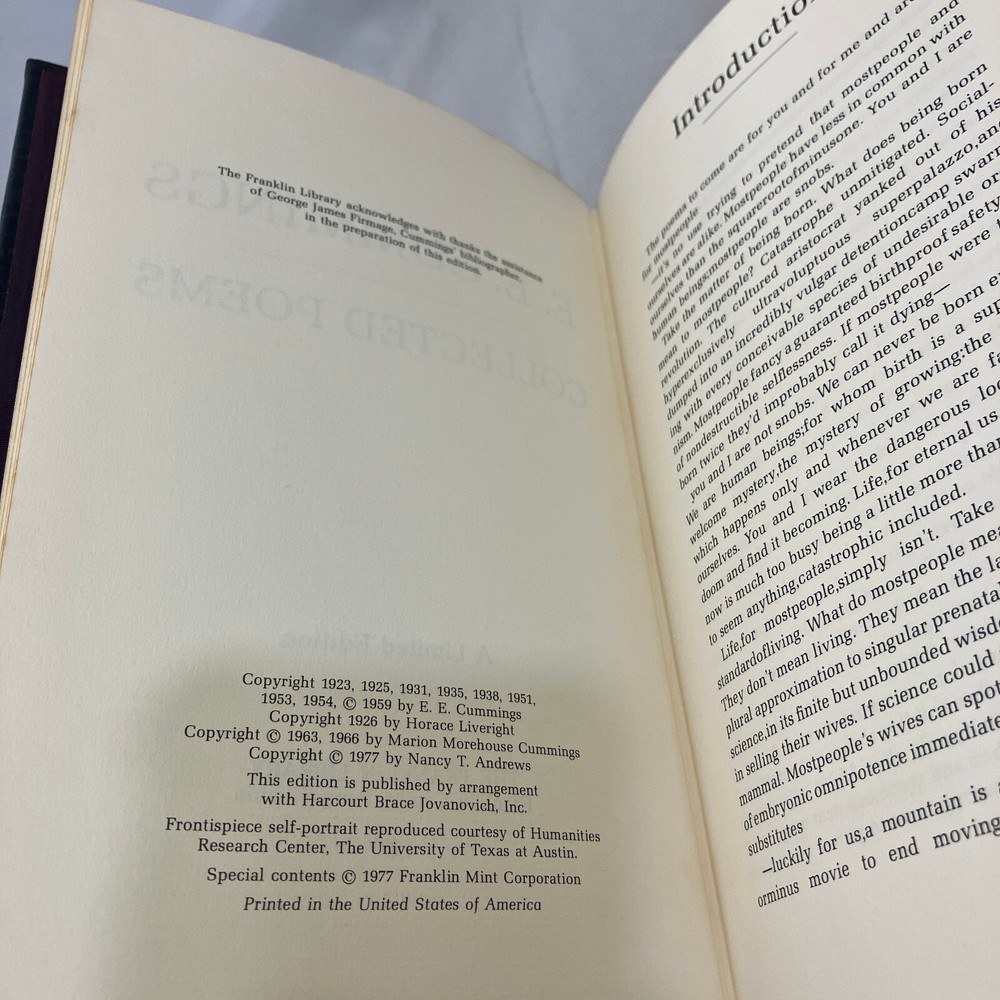 The Franklin Library acknowledges with thanks the assistance
of George James Firmage, Cummings' bibliographer,
in the preparation of this edition.
COLLECTED POEMS
A Limited Edition
Copyright 1923, 1925, 1931, 1935, 1938, 1951,
1953, 1954, © 1959 by E. E. Cummings
Copyright 1926 by Horace Liveright
Copyright © 1963, 1966 by Marion Morehouse Cummings
Copyright © 1977 by Nancy T. Andrews
This edition is published by arrangement
with Harcourt Brace Jovanovich, Inc.
Frontispiece self-portrait reproduced courtesy of Humanities
Research Center, The University of Texas at Austin.
Special contents © 1977 Franklin Mint Corporation
Printed in the United States of America
Introduction
The poems to come are for you and for me and are
for mostpeople
—it's no use trying to pretend that mostpeople and
ourselves are alike. Mostpeople have less in common with
ourselves than the squarerootofminusone. You and I are
human beings;mostpeople are snobs.
Take the matter of being born. What does being born
mean to mostpeople? Catastrophe unmitigated. Social-
revolution. The cultured aristocrat yanked out of his
hyperexclusively ultravoluptuous superpalazzo,and
dumped into an incredibly vulgar detentioncamp swarm-
ing with every conceivable species of undesirable or
nism. Mostpeople fancy a guaranteed birthproof safety
of nondestructible selflessness. If mostpeople were t
born twice they'd improbably call it dying—
you and I are not snobs. We can never be born e
We are human beings;for whom birth is a sup
welcome mystery,the mystery of growing:the
which happens only and whenever we are fa
ourselves. You and I wear the dangerous loo
doom and find it becoming. Life,for eternal us
now is much too busy being a little more than
to seem anything,catastrophic included.
Life,for mostpeople,simply isn't. Take
standardofliving. What do mostpeople mea
They don't mean living. They mean the la
plural approximation to singular prenatal
science,in its finite but unbounded wisdo
in selling their wives. If science could
mammal. Mostpeople's wives can spot
of embryonic omnipotence immediate
substitutes
—luckily for us,a mountain is a
orminus movie to end moving